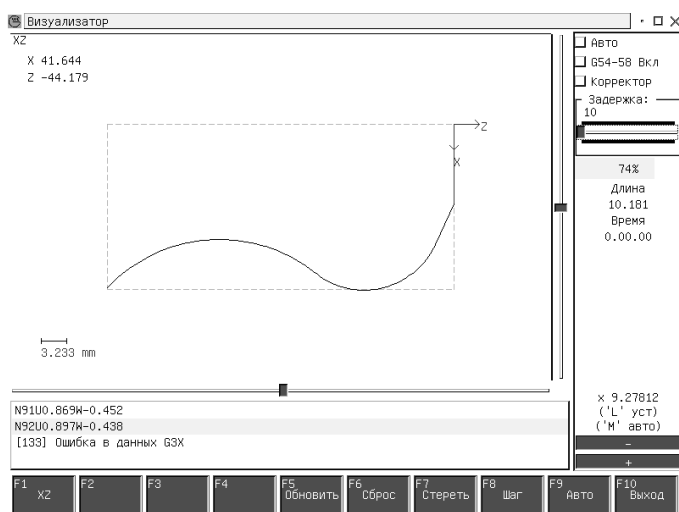 Визуализатор
XZ
X 41.644
Z -44.179
Z
X
3.233 mm
Авто
G54-58 Вкл
Корректор
Задержка:
10
74%
Длина
10.181
Время
0.00.00
x 9.27812
('L' уст)
('M' авто)
-
+
N91U0.869W-0.452
N92U0.897W-0.438
[133] Ошибка в данных G3X
F1 XZ
F2
F3
F4
F5 Обновить
F6 Сброс
F7 Стереть
F8 Шаг
F9 Авто
F10 Выход